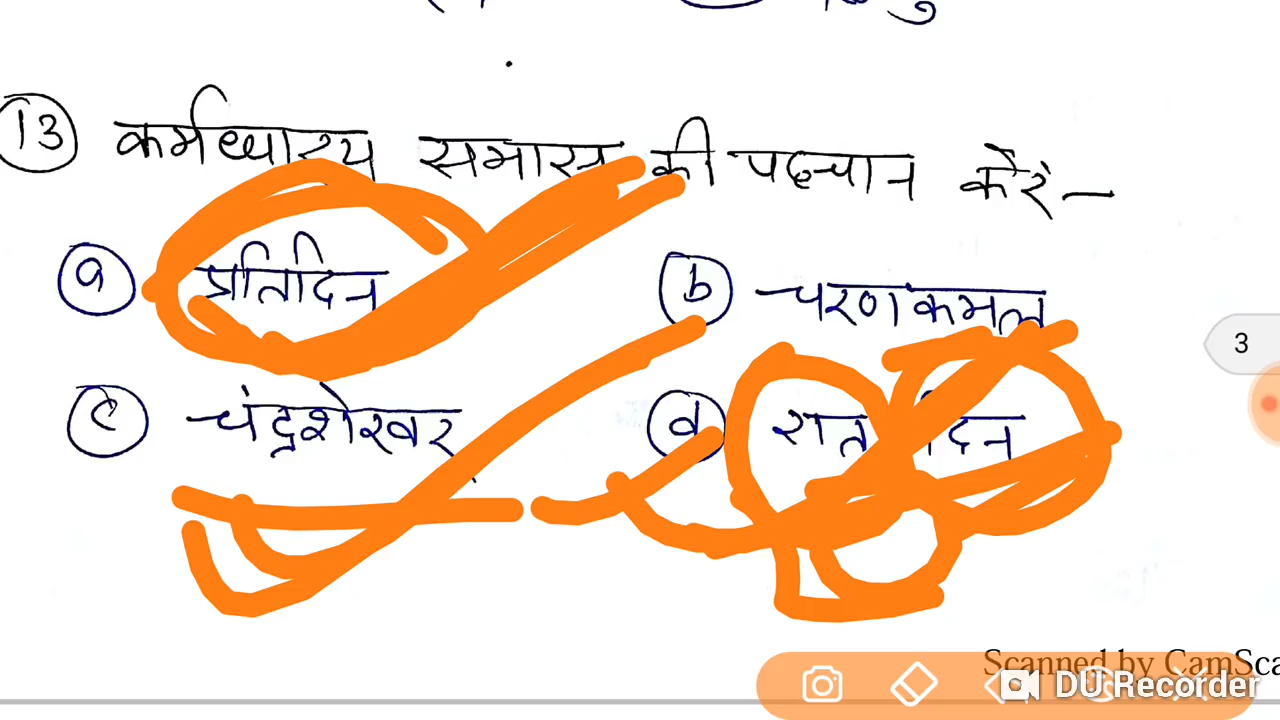 13 कर्मधारय समास की पहचान करें -
a प्रतिदिन b चरणकमल
c चंद्रशेखर d रात दिन
3
Scanned by CamSca
DU Recorder